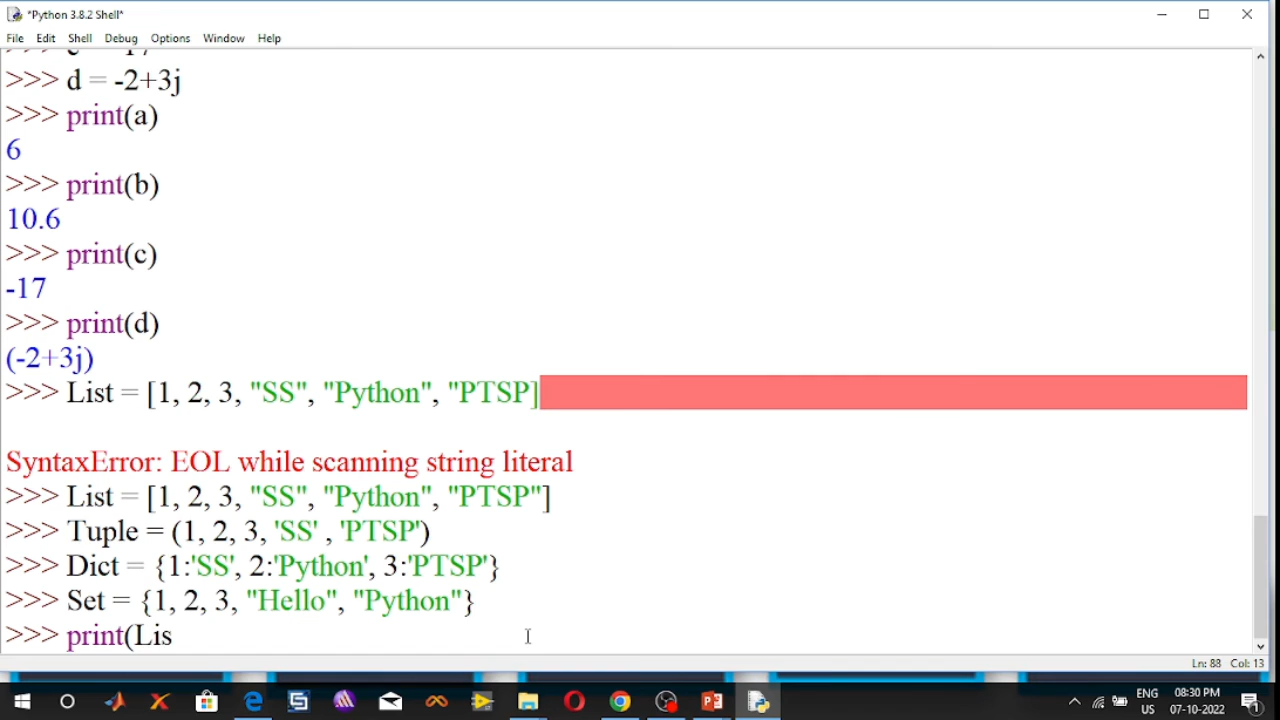 *Python 3.8.2 Shell*
File Edit Shell Debug Options Window Help
>>> d = -2+3j
>>> print(a)
6
>>> print(b)
10.6
>>> print(c)
-17
>>> print(d)
(-2+3j)
>>> List = [1, 2, 3, "SS", "Python", "PTSP]
SyntaxError: EOL while scanning string literal
>>> List = [1, 2, 3, "SS", "Python", "PTSP"]
>>> Tuple = (1, 2, 3, 'SS' , 'PTSP')
>>> Dict = {1:'SS', 2:'Python', 3:'PTSP'}
>>> Set = {1, 2, 3, "Hello", "Python"}
>>> print(Lis
Ln: 88 Col: 13
ENG 08:30 PM
US 07-10-2022